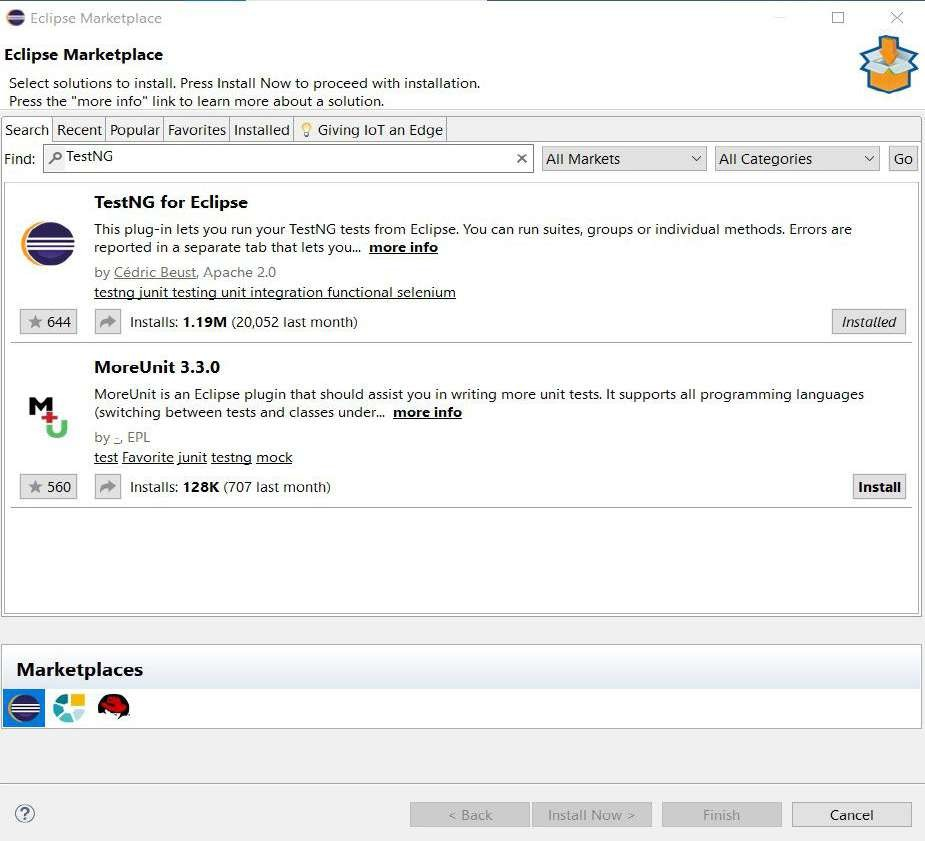 Eclipse Marketplace
Eclipse Marketplace
Select solutions to install. Press Install Now to proceed with installation.
Press the "more info" link to learn more about a solution.
Search Recent Popular Favorites Installed Giving IoT an Edge
Find: TestNG All Markets All Categories Go
TestNG for Eclipse
This plug-in lets you run your TestNG tests from Eclipse. You can run suites, groups or individual methods. Errors are
reported in a separate tab that lets you... more info
by Cédric Beust, Apache 2.0
testng junit testing unit integration functional selenium
644 Installs: 1.19M (20,052 last month) Installed
MoreUnit 3.3.0
MoreUnit is an Eclipse plugin that should assist you in writing more unit tests. It supports all programming languages
(switching between tests and classes under... more info
M+U
by -, EPL
test Favorite junit testng mock
560 Installs: 128K (707 last month) Install
Marketplaces
? < Back Install Now > Finish Cancel